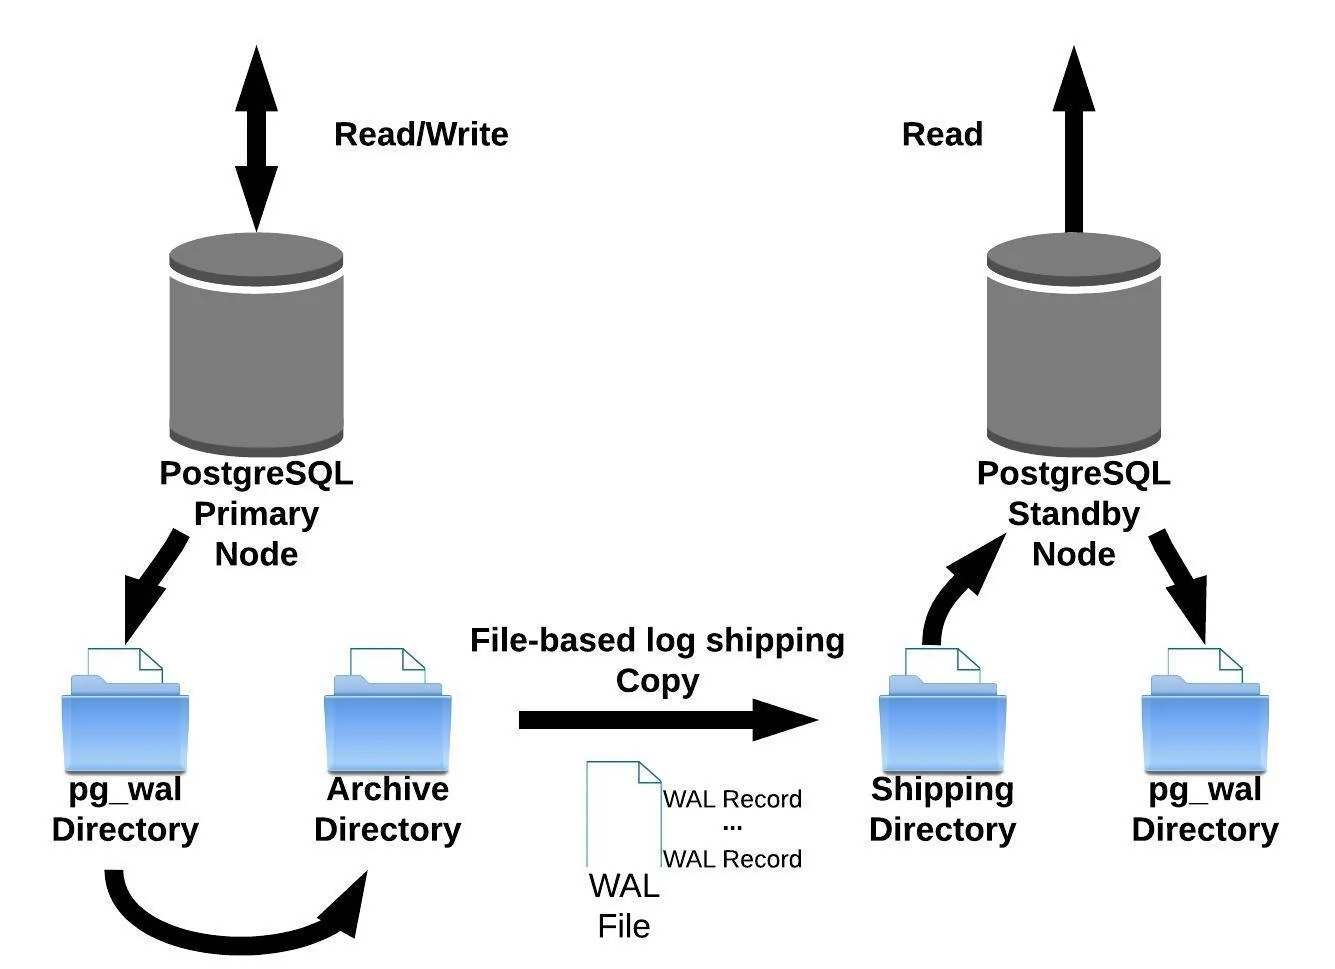 Read/Write
Read
PostgreSQL
Primary
Node
PostgreSQL
Standby
Node
File-based log shipping
Copy
pg_wal
Directory
Archive
Directory
WAL Record
...
WAL Record
WAL
File
Shipping
Directory
pg_wal
Directory